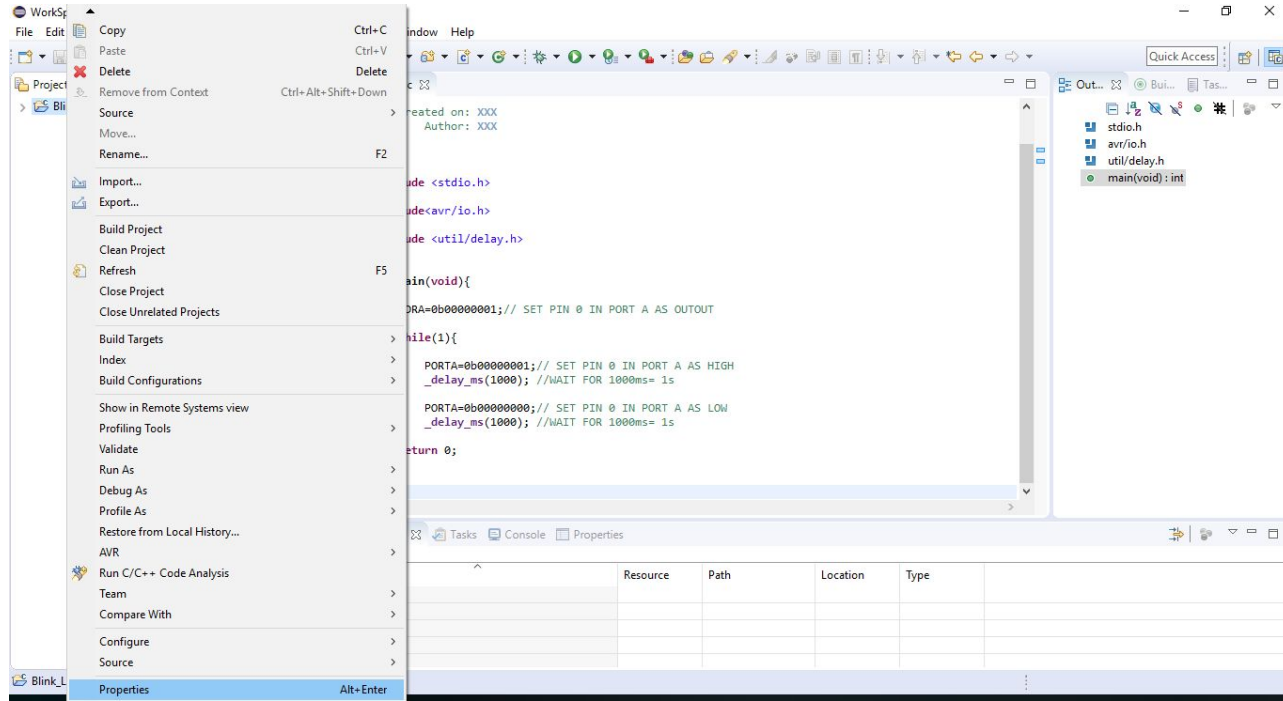 WorkSp
File Edit
indow Help
Quick Access
Project
Bli
Copy Ctrl+C
Paste Ctrl+V
Delete Delete
Remove from Context Ctrl+Alt+Shift+Down
Source
Move...
Rename... F2
Import...
Export...
Build Project
Clean Project
Refresh F5
Close Project
Close Unrelated Projects
Build Targets
Index
Build Configurations
Show in Remote Systems view
Profiling Tools
Validate
Run As
Debug As
Profile As
Restore from Local History...
AVR
Run C/C++ Code Analysis
Team
Compare With
Configure
Source
Properties Alt+Enter
c
reated on: XXX
Author: XXX
ude <stdio.h>
ude<avr/io.h>
ude <util/delay.h>
ain(void){
DRA=0b00000001;// SET PIN 0 IN PORT A AS OUTOUT
hile(1){
PORTA=0b00000001;// SET PIN 0 IN PORT A AS HIGH
_delay_ms(1000); //WAIT FOR 1000ms= 1s
PORTA=0b00000000;// SET PIN 0 IN PORT A AS LOW
_delay_ms(1000); //WAIT FOR 1000ms= 1s
eturn 0;
Out... Bui... Tas...
stdio.h
avr/io.h
util/delay.h
main(void) : int
Tasks Console Properties
Resource Path Location Type
Blink_L